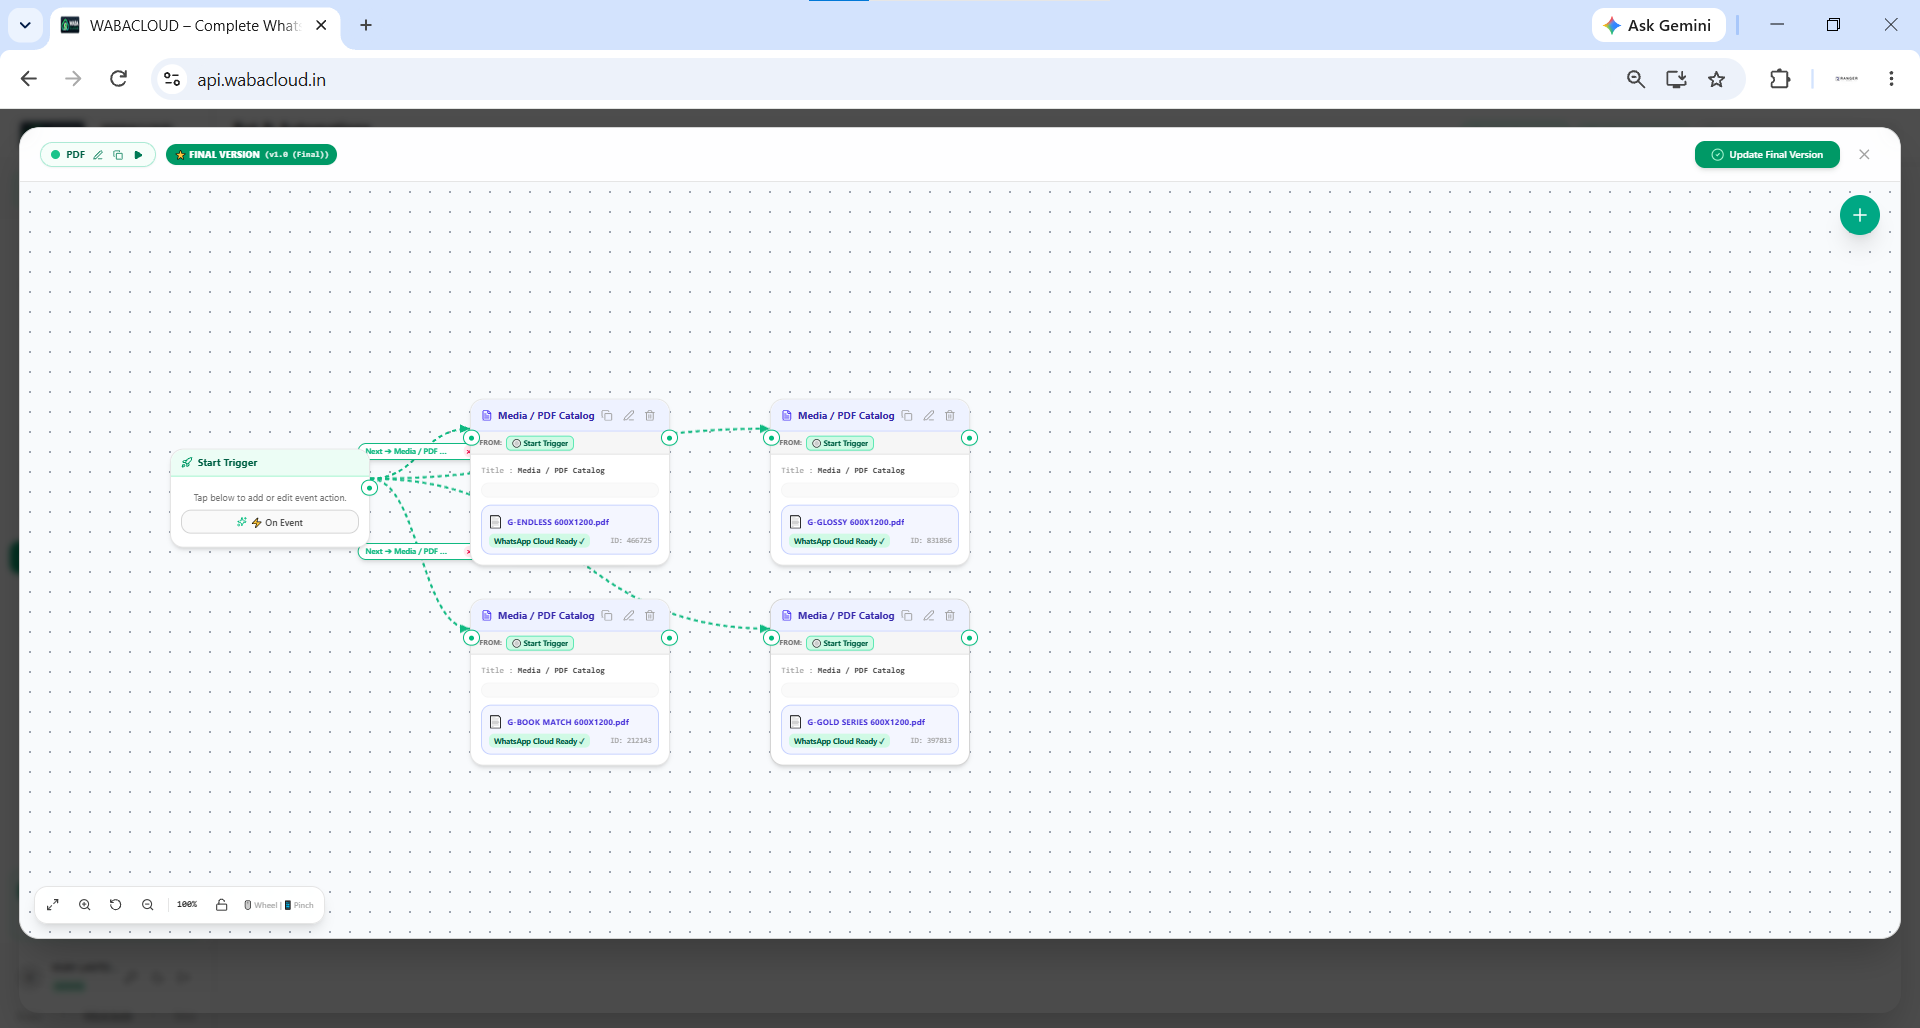 WABACLOUD – Complete What
Ask Gemini
api.wabacloud.in
PDF
FINAL VERSION (v1.0 (Final))
Update Final Version
Start Trigger
Tap below to add or edit event action.
On Event
Next → Media / PDF ...
Next → Media / PDF ...
Media / PDF Catalog
FROM: Start Trigger
Title : Media / PDF Catalog
G-ENDLESS 600X1200.pdf
WhatsApp Cloud Ready ✓ ID: 466725
Media / PDF Catalog
FROM: Start Trigger
Title : Media / PDF Catalog
G-GLOSSY 600X1200.pdf
WhatsApp Cloud Ready ✓ ID: 831856
Media / PDF Catalog
FROM: Start Trigger
Title : Media / PDF Catalog
G-BOOK MATCH 600X1200.pdf
WhatsApp Cloud Ready ✓ ID: 212143
Media / PDF Catalog
FROM: Start Trigger
Title : Media / PDF Catalog
G-GOLD SERIES 600X1200.pdf
WhatsApp Cloud Ready ✓ ID: 397813
100% Wheel | Pinch